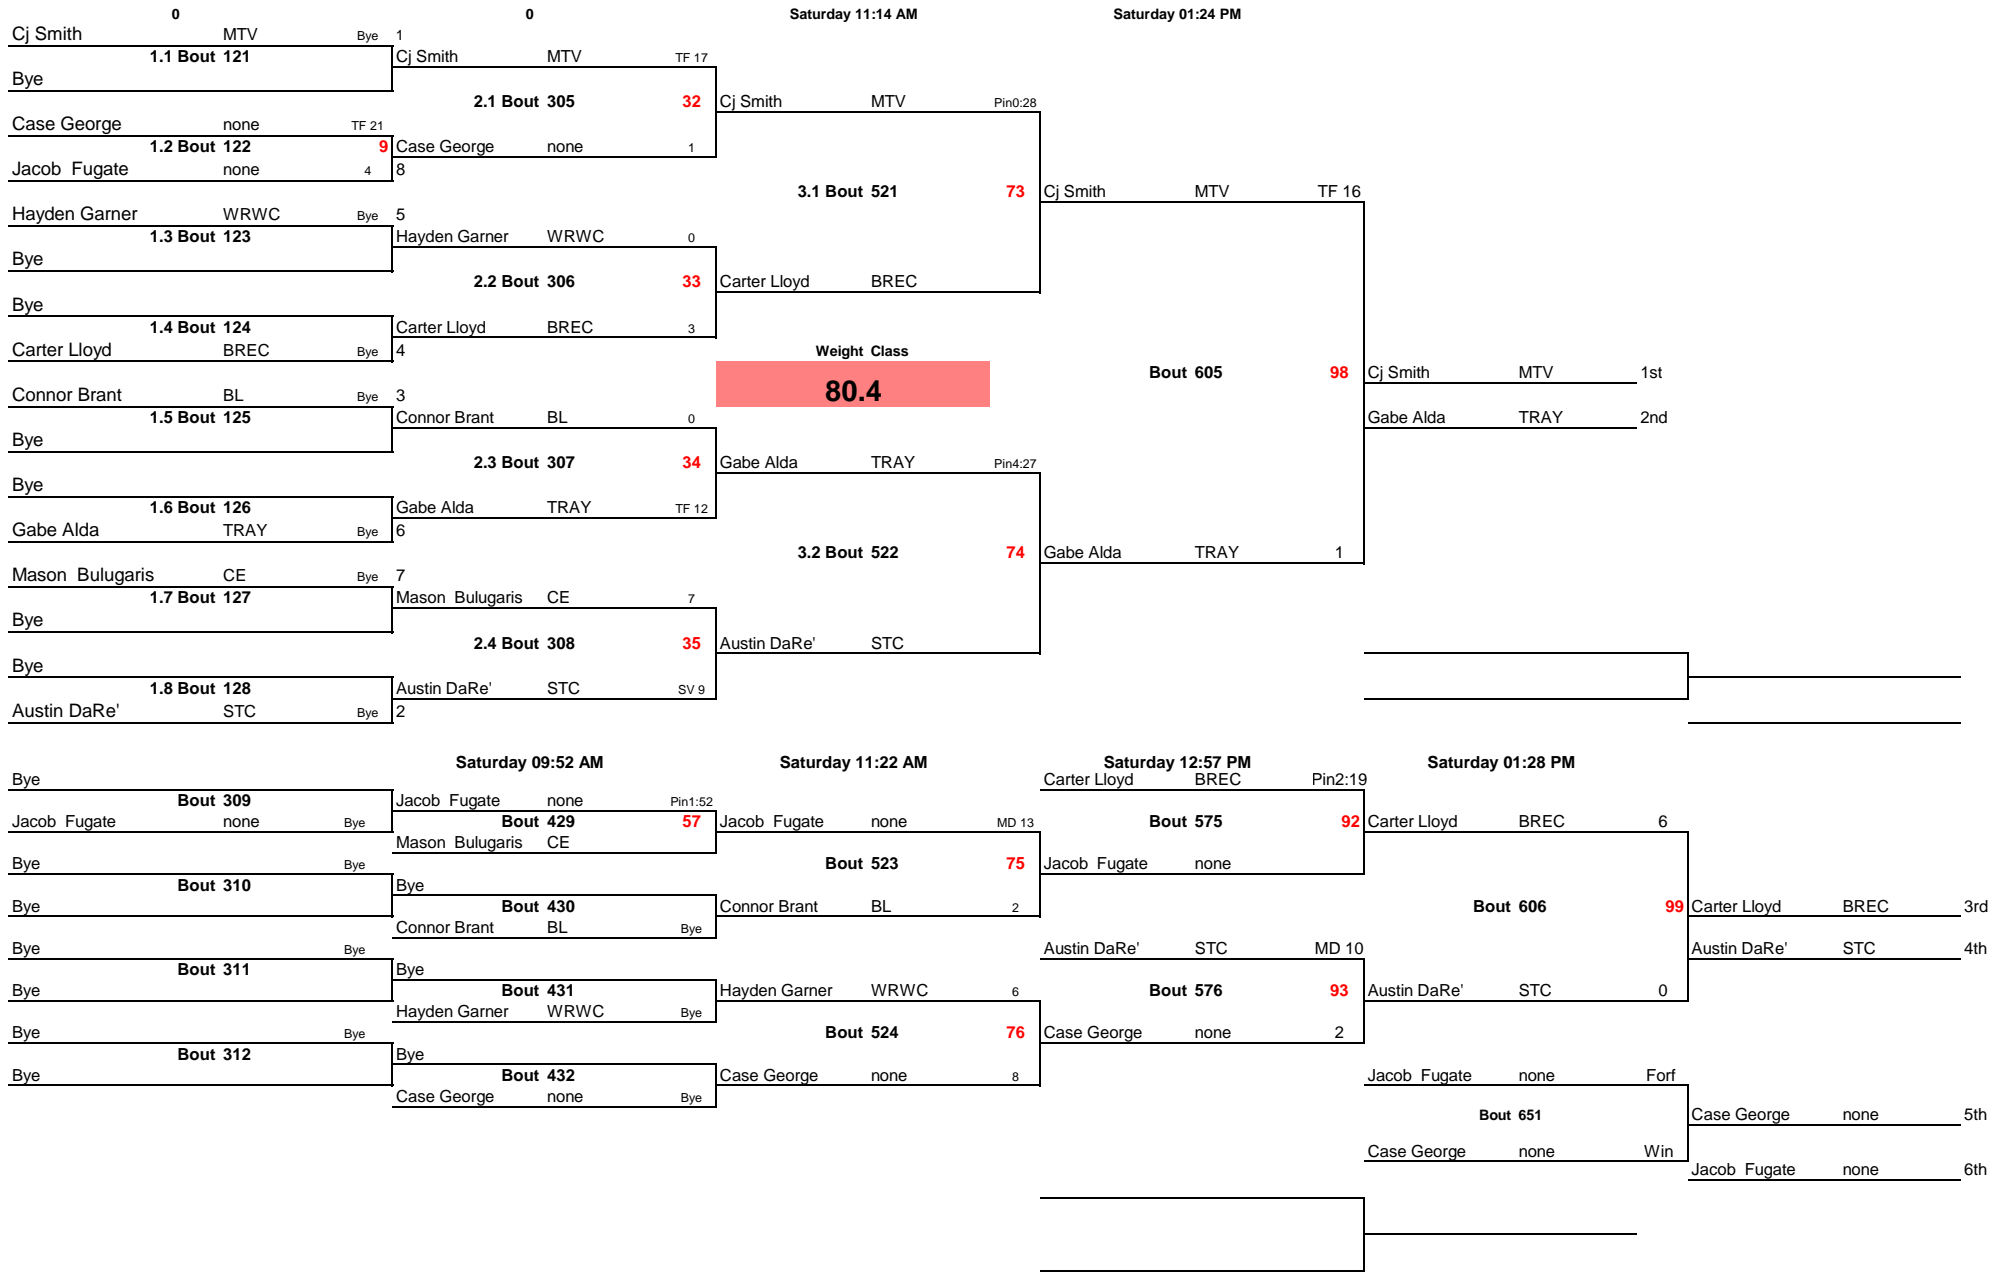 0 0 Saturday 11:14 AM Saturday 01:24 PM
Cj Smith MTV Bye 1
1.1 Bout 121 Cj Smith MTV TF 17
Bye
2.1 Bout 305 32 Cj Smith MTV Pin0:28
Case George none TF 21
1.2 Bout 122 9 Case George none 1
Jacob Fugate none 4 8
3.1 Bout 521 73 Cj Smith MTV TF 16
Hayden Garner WRWC Bye 5
1.3 Bout 123 Hayden Garner WRWC 0
Bye
2.2 Bout 306 33 Carter Lloyd BREC
Bye
1.4 Bout 124 Carter Lloyd BREC 3
Carter Lloyd BREC Bye 4 Weight Class
Bout 605 98 Cj Smith MTV 1st
80.4
Connor Brant BL Bye 3
1.5 Bout 125 Connor Brant BL 0 Gabe Alda TRAY 2nd
Bye
2.3 Bout 307 34 Gabe Alda TRAY Pin4:27
Bye
1.6 Bout 126 Gabe Alda TRAY TF 12
Gabe Alda TRAY Bye 6
3.2 Bout 522 74 Gabe Alda TRAY 1
Mason Bulugaris CE Bye 7
1.7 Bout 127 Mason Bulugaris CE 7
Bye
2.4 Bout 308 35 Austin DaRe' STC
Bye
1.8 Bout 128 Austin DaRe' STC SV 9
Austin DaRe' STC Bye 2
Saturday 09:52 AM Saturday 11:22 AM Saturday 12:57 PM Saturday 01:28 PM
Bye Carter Lloyd BREC Pin2:19
Bout 309 Jacob Fugate none Pin1:52
Jacob Fugate none Bye Bout 429 57 Jacob Fugate none MD 13 Bout 575 92 Carter Lloyd BREC 6
Mason Bulugaris CE
Bye Bye Bout 523 75 Jacob Fugate none
Bout 310 Bye
Bye Bout 430 Connor Brant BL 2 Bout 606 99 Carter Lloyd BREC 3rd
Connor Brant BL Bye
Bye Bye Austin DaRe' STC MD 10 Austin DaRe' STC 4th
Bout 311 Bye
Bye Bout 431 Hayden Garner WRWC 6 Bout 576 93 Austin DaRe' STC 0
Hayden Garner WRWC Bye
Bye Bye Bout 524 76 Case George none 2
Bout 312 Bye
Bye Bout 432 Case George none 8 Jacob Fugate none Forf
Case George none Bye
Bout 651 Case George none 5th
Case George none Win
Jacob Fugate none 6th